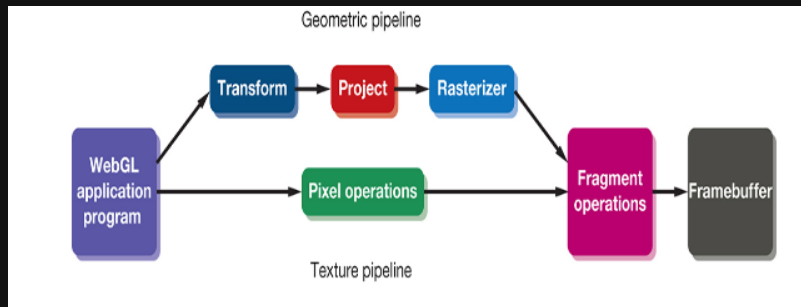 Geometric pipeline
Transform
Project
Rasterizer
WebGL
application
program
Pixel operations
Fragment
operations
Framebuffer
Texture pipeline